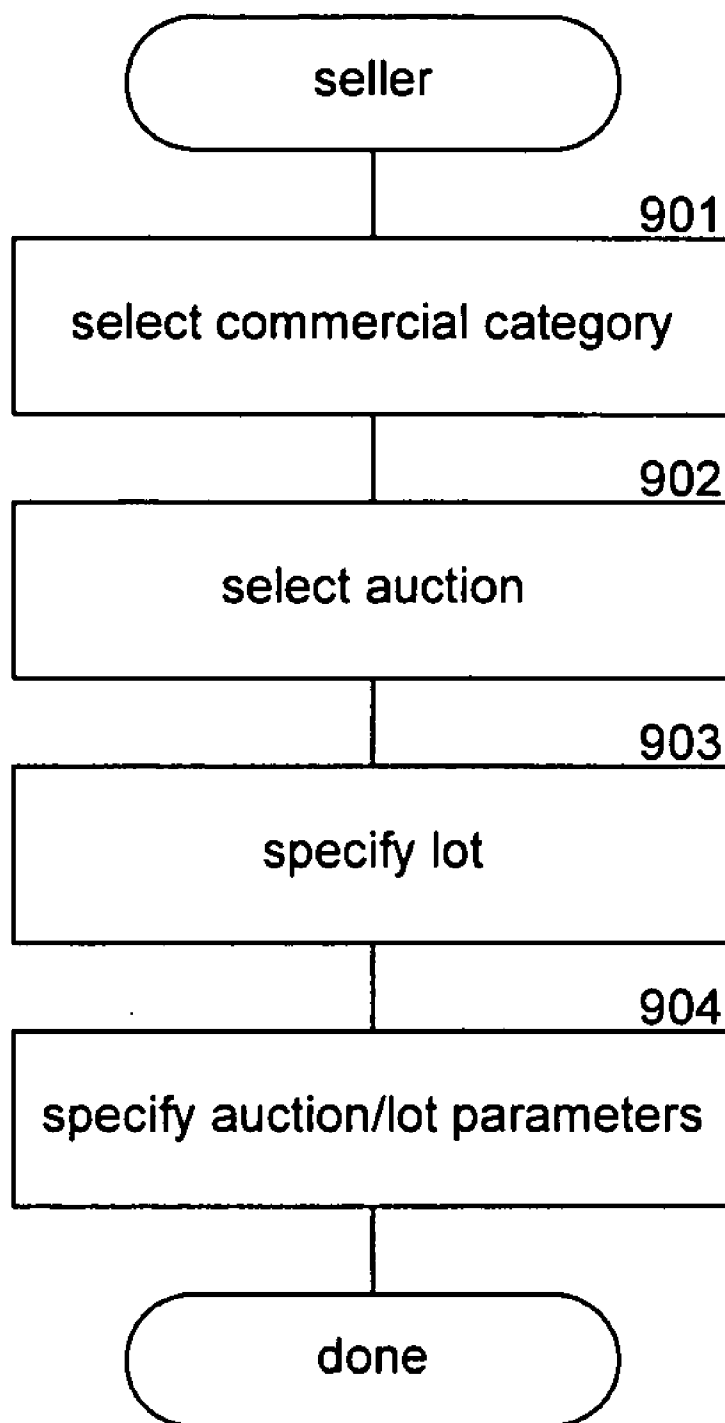 seller
901
select commercial category
902
select auction
903
specify lot
904
specify auction/lot parameters
done